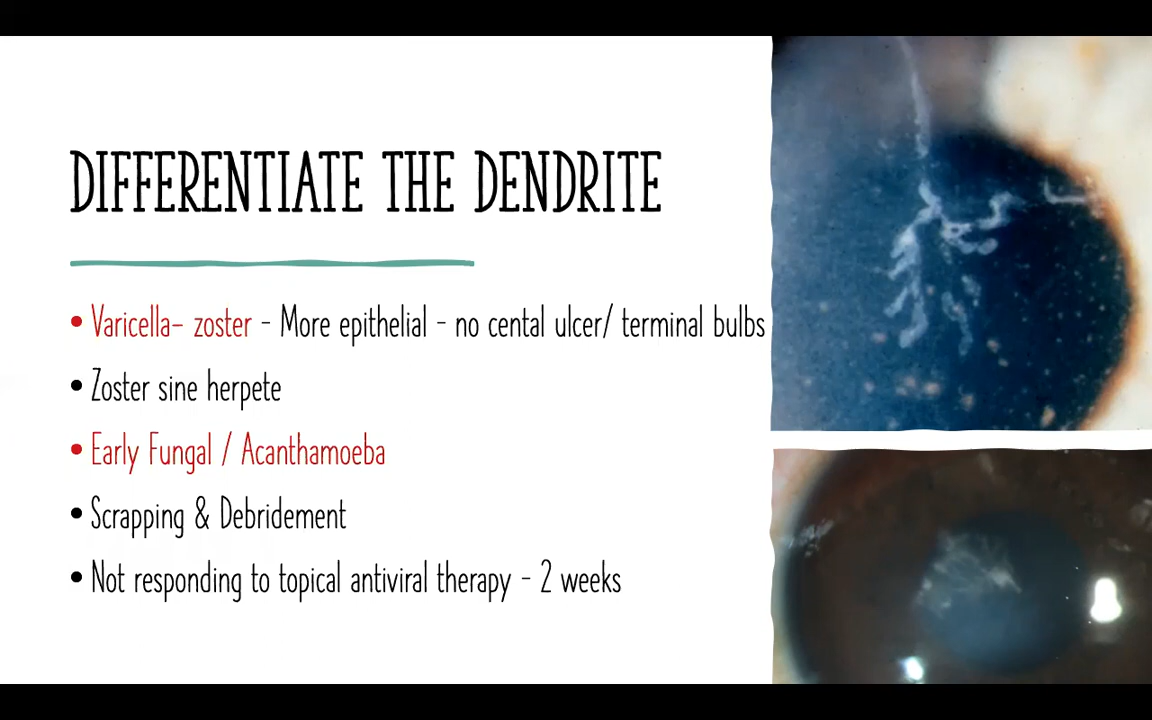 DIFFERENTIATE THE DENDRITE
• Varicella- zoster - More epithelial - no cental ulcer/ terminal bulbs
• Zoster sine herpete
• Early Fungal / Acanthamoeba
• Scrapping & Debridement
• Not responding to topical antiviral therapy - 2 weeks